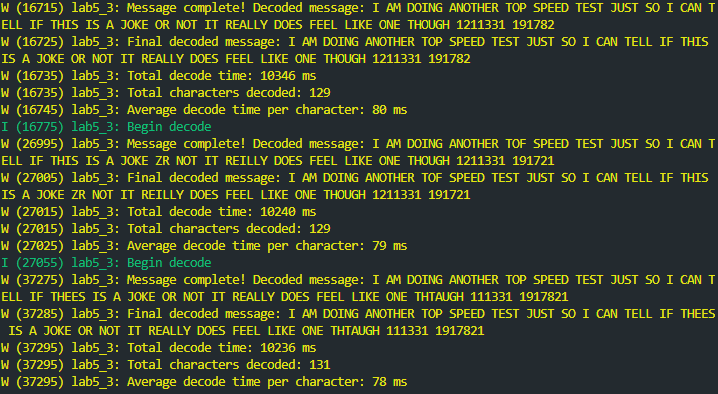 W (16715) lab5_3: Message complete! Decoded message: I AM DOING ANOTHER TOP SPEED TEST JUST SO I CAN T
ELL IF THIS IS A JOKE OR NOT IT REALLY DOES FEEL LIKE ONE THOUGH 1211331 191782
W (16725) lab5_3: Final decoded message: I AM DOING ANOTHER TOP SPEED TEST JUST SO I CAN TELL IF THIS
IS A JOKE OR NOT IT REALLY DOES FEEL LIKE ONE THOUGH 1211331 191782
W (16735) lab5_3: Total decode time: 10346 ms
W (16735) lab5_3: Total characters decoded: 129
W (16745) lab5_3: Average decode time per character: 80 ms
I (16775) lab5_3: Begin decode
W (26995) lab5_3: Message complete! Decoded message: I AM DOING ANOTHER TOF SPEED TEST JUST SO I CAN T
ELL IF THIS IS A JOKE ZR NOT IT REILLY DOES FEEL LIKE ONE THOUGH 1211331 191721
W (27005) lab5_3: Final decoded message: I AM DOING ANOTHER TOF SPEED TEST JUST SO I CAN TELL IF THIS
IS A JOKE ZR NOT IT REILLY DOES FEEL LIKE ONE THOUGH 1211331 191721
W (27015) lab5_3: Total decode time: 10240 ms
W (27015) lab5_3: Total characters decoded: 129
W (27025) lab5_3: Average decode time per character: 79 ms
I (27055) lab5_3: Begin decode
W (37275) lab5_3: Message complete! Decoded message: I AM DOING ANOTHER TOP SPEED TEST JUST SO I CAN T
ELL IF THEES IS A JOKE OR NOT IT REALLY DOES FEEL LIKE ONE THTAUGH 111331 1917821
W (37285) lab5_3: Final decoded message: I AM DOING ANOTHER TOP SPEED TEST JUST SO I CAN TELL IF THEES
IS A JOKE OR NOT IT REALLY DOES FEEL LIKE ONE THTAUGH 111331 1917821
W (37295) lab5_3: Total decode time: 10236 ms
W (37295) lab5_3: Total characters decoded: 131
W (37295) lab5_3: Average decode time per character: 78 ms